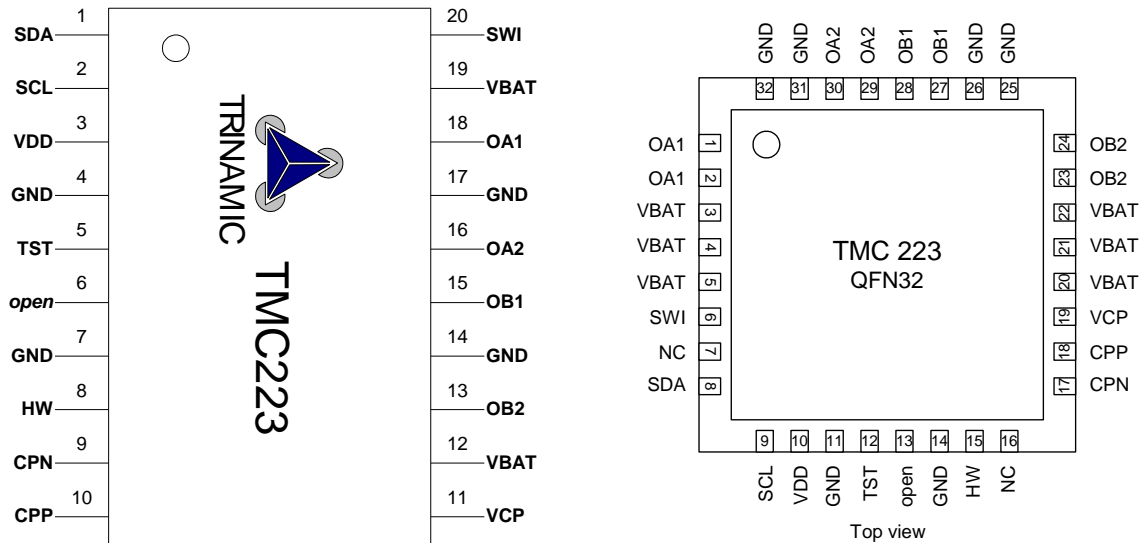 1
SDA
2
SCL
3
VDD
4
GND
5
TST
6
open
7
GND
8
HW
9
CPN
10
CPP
TRINAMIC
TMC223
20
SWI
19
VBAT
18
OA1
17
GND
16
OA2
15
OB1
14
GND
13
OB2
12
VBAT
11
VCP
GND GND OA2 OA2 OB1 OB1 GND GND
32 31 30 29 28 27 26 25
OA1 1
OA1 2
VBAT 3
VBAT 4
VBAT 5
SWI 6
NC 7
SDA 8
TMC 223
QFN32
24 OB2
23 OB2
22 VBAT
21 VBAT
20 VBAT
19 VCP
18 CPP
17 CPN
9 10 11 12 13 14 15 16
SCL VDD GND TST open GND HW NC
Top view